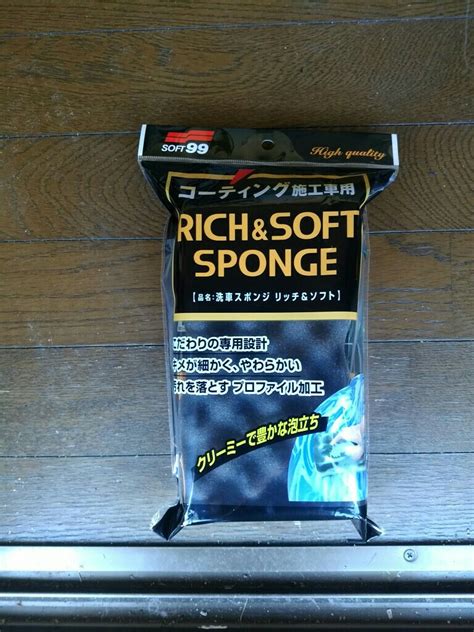 SOFT99
High quality
コーティング施工車用
RICH&SOFT
SPONGE
【品名:洗車スポンジ リッチ&ソフト】
こだわりの専用設計
キメが細かく、やわらかい
汚れを落とす プロファイル加工
クリーミーで豊かな泡立ち